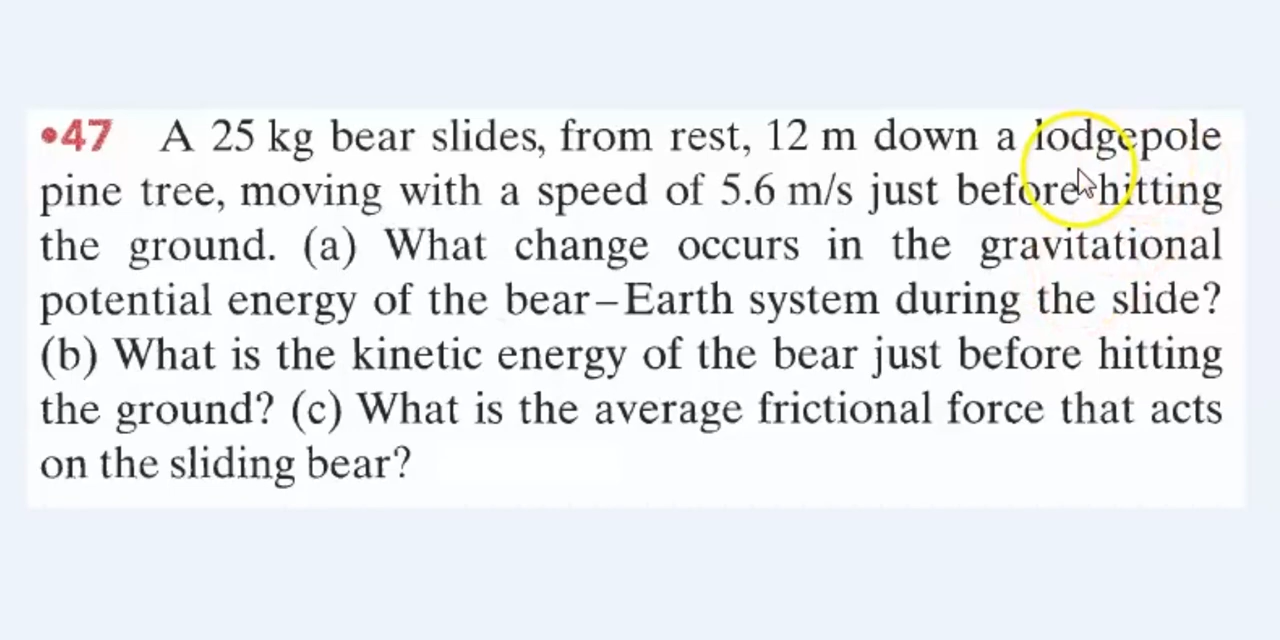 •47 A 25 kg bear slides, from rest, 12 m down a lodgepole
pine tree, moving with a speed of 5.6 m/s just before hitting
the ground. (a) What change occurs in the gravitational
potential energy of the bear–Earth system during the slide?
(b) What is the kinetic energy of the bear just before hitting
the ground? (c) What is the average frictional force that acts
on the sliding bear?